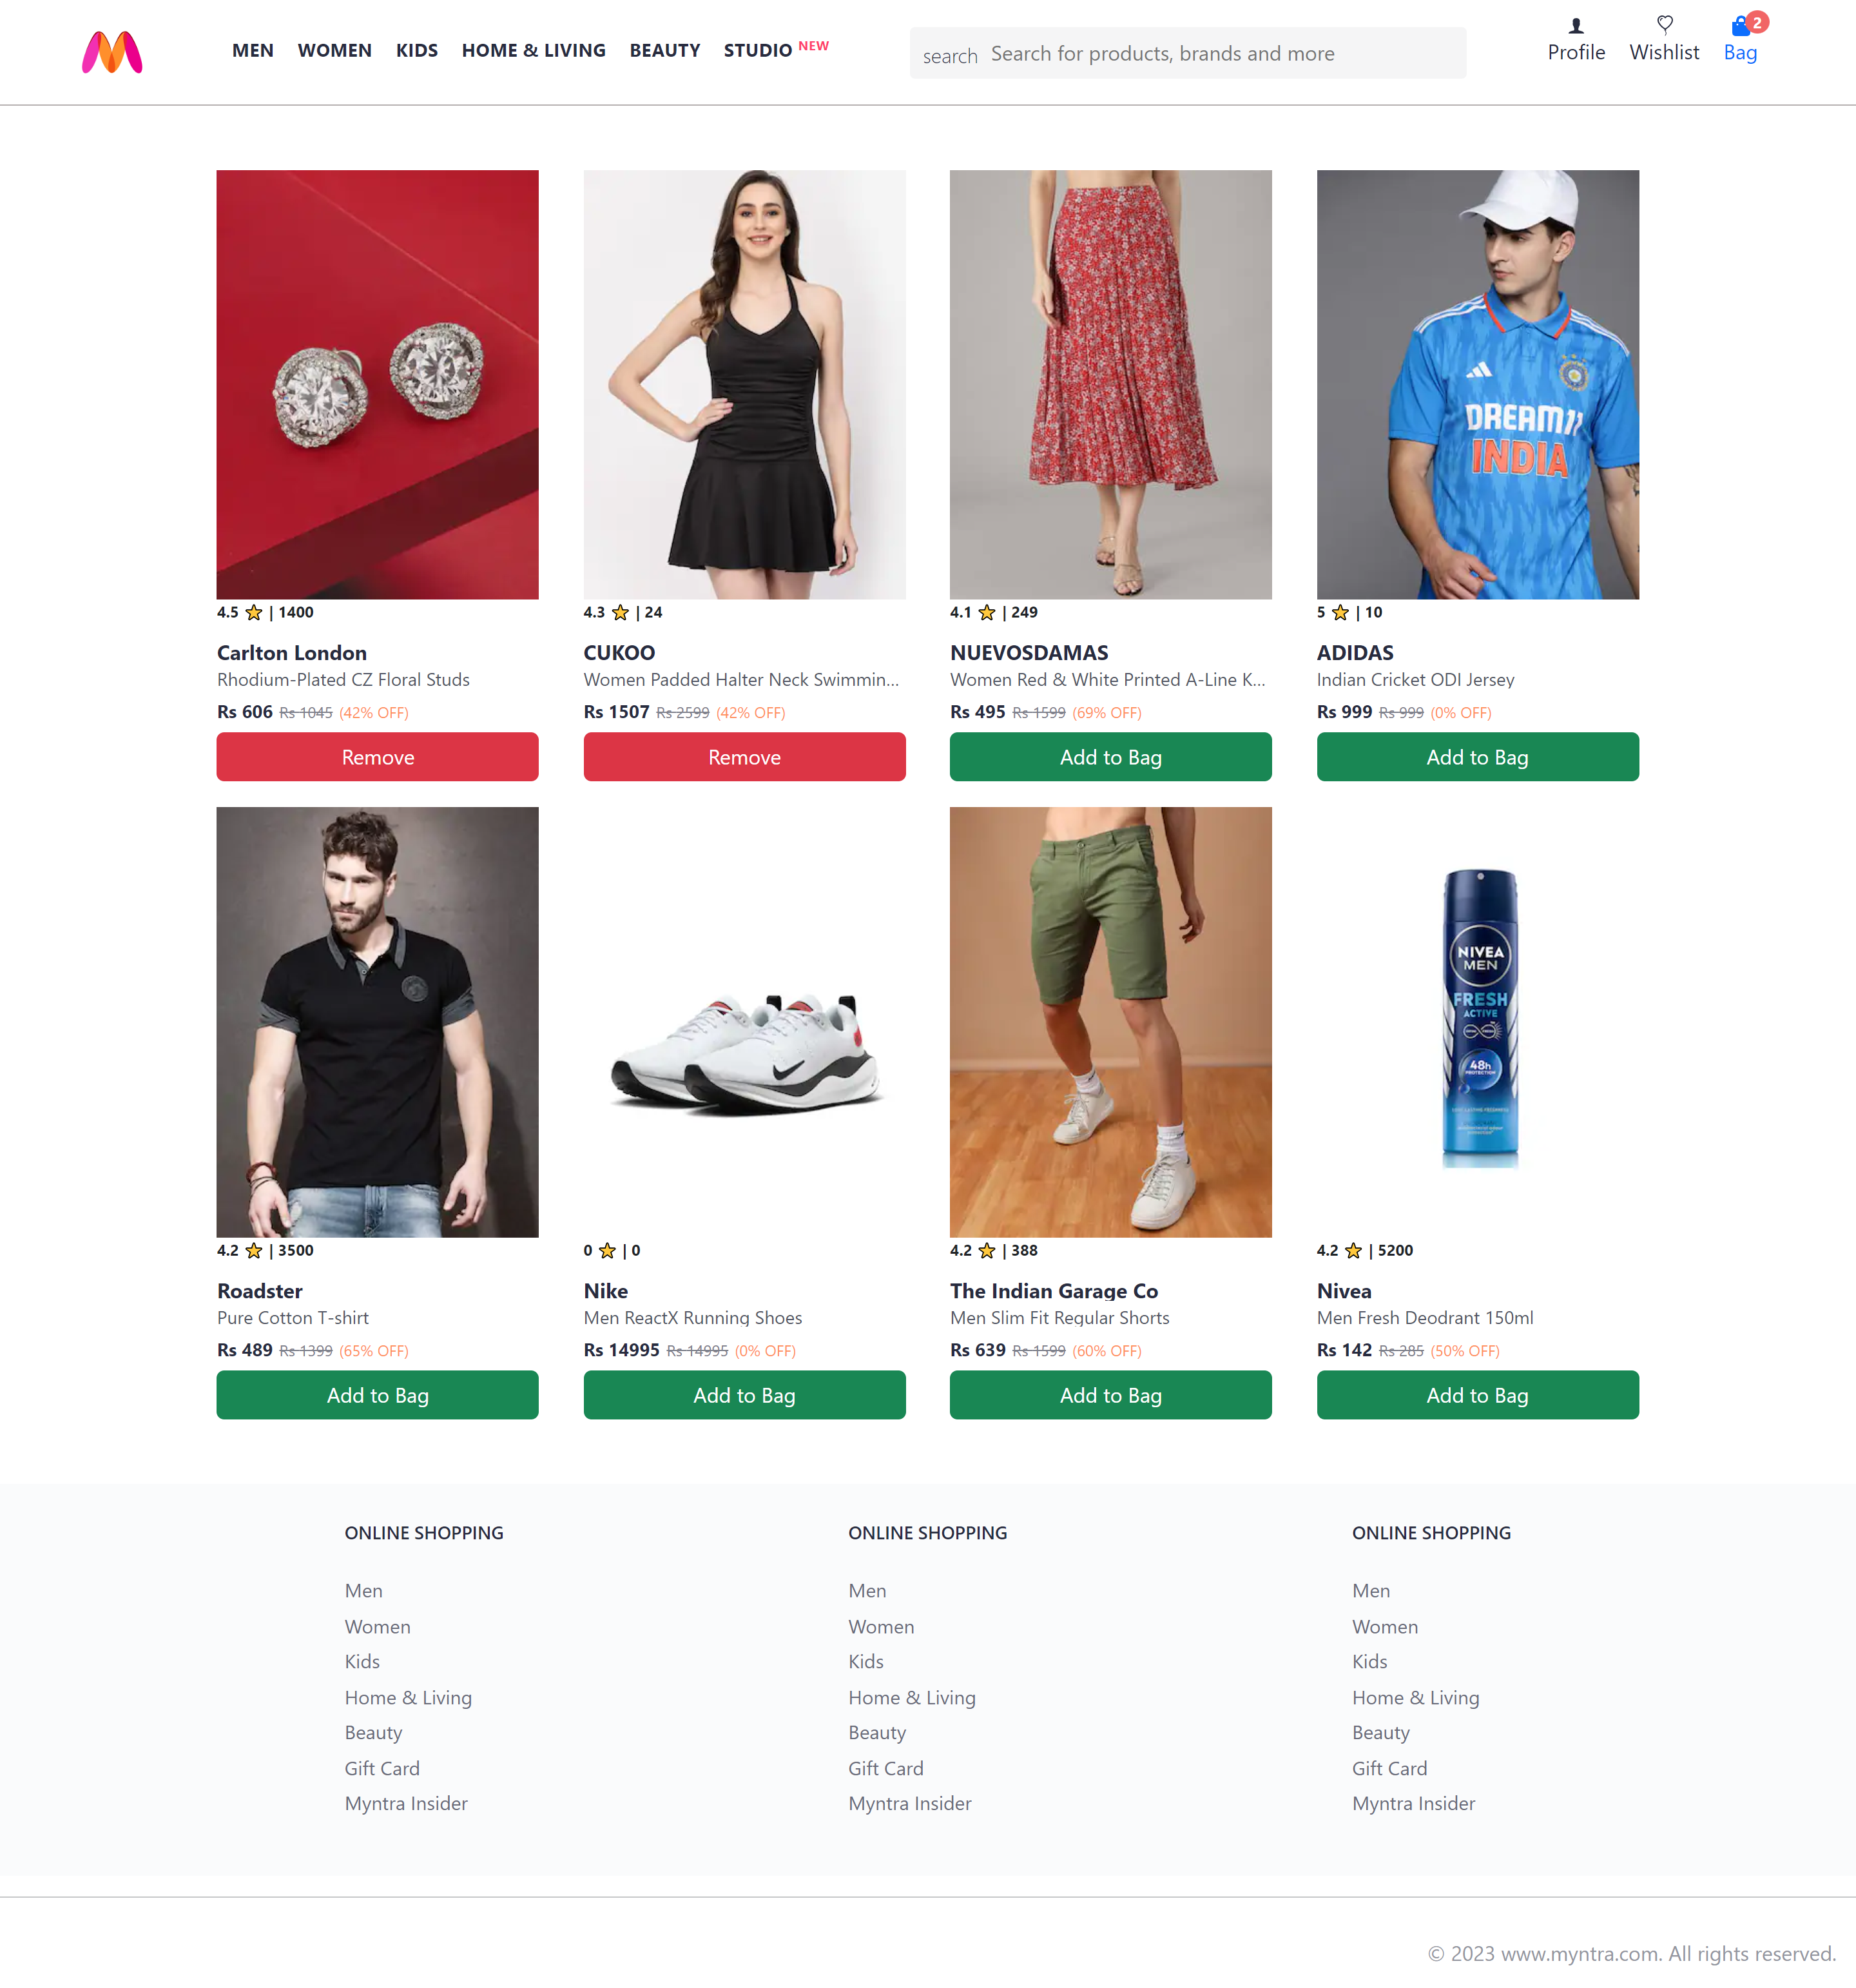 MEN WOMEN KIDS HOME & LIVING BEAUTY STUDIO NEW
search Search for products, brands and more
Profile Wishlist Bag 2
DREAM11
INDIA
4.5 ⭐ | 1400
Carlton London
Rhodium-Plated CZ Floral Studs
Rs 606 Rs 1045 (42% OFF)
Remove
4.3 ⭐ | 24
CUKOO
Women Padded Halter Neck Swimmin...
Rs 1507 Rs 2599 (42% OFF)
Remove
4.1 ⭐ | 249
NUEVOSDAMAS
Women Red & White Printed A-Line K...
Rs 495 Rs 1599 (69% OFF)
Add to Bag
5 ⭐ | 10
ADIDAS
Indian Cricket ODI Jersey
Rs 999 Rs 999 (0% OFF)
Add to Bag
NIVEA
MEN
FRESH
ACTIVE
48h
PROTECTION
4.2 ⭐ | 3500
Roadster
Pure Cotton T-shirt
Rs 489 Rs 1399 (65% OFF)
Add to Bag
0 ⭐ | 0
Nike
Men ReactX Running Shoes
Rs 14995 Rs 14995 (0% OFF)
Add to Bag
4.2 ⭐ | 388
The Indian Garage Co
Men Slim Fit Regular Shorts
Rs 639 Rs 1599 (60% OFF)
Add to Bag
4.2 ⭐ | 5200
Nivea
Men Fresh Deodrant 150ml
Rs 142 Rs 285 (50% OFF)
Add to Bag
ONLINE SHOPPING
Men
Women
Kids
Home & Living
Beauty
Gift Card
Myntra Insider
ONLINE SHOPPING
Men
Women
Kids
Home & Living
Beauty
Gift Card
Myntra Insider
ONLINE SHOPPING
Men
Women
Kids
Home & Living
Beauty
Gift Card
Myntra Insider
© 2023 www.myntra.com. All rights reserved.